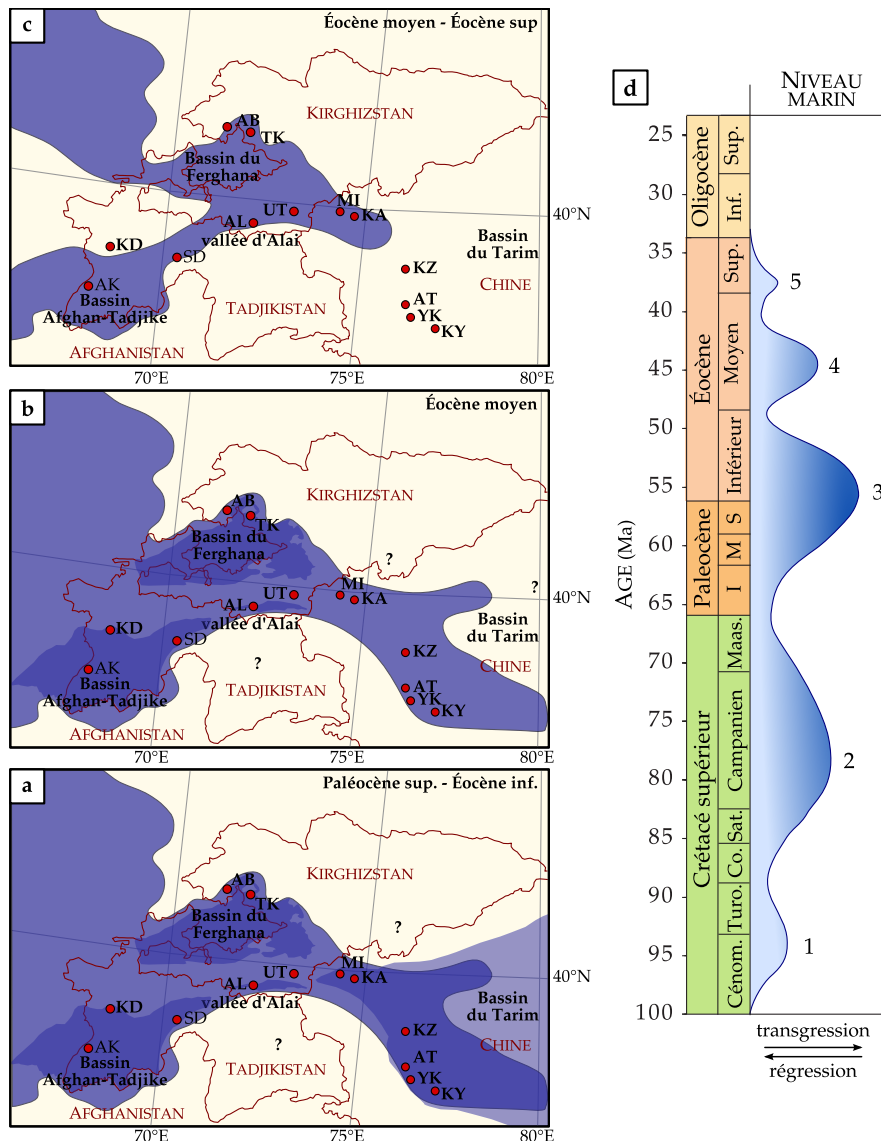 c
Éocène moyen - Éocène sup
KIRGHIZSTAN
AB
TK
Bassin du
Ferghana
UT
MI
KA
AL
vallée d'Alai
40°N
KD
SD
Bassin
du Tarim
KZ
CHINE
AK
Bassin
Afghan-Tadjike
TADJIKISTAN
AT
YK
KY
AFGHANISTAN
70°E
75°E
80°E
b
Éocène moyen
KIRGHIZSTAN
AB
TK
Bassin du
Ferghana
?
?
UT
MI
KA
AL
vallée d'Alai
40°N
KD
SD
Bassin
du Tarim
KZ
?
CHINE
AK
Bassin
Afghan-Tadjike
TADJIKISTAN
AT
YK
KY
AFGHANISTAN
70°E
75°E
80°E
a
Paléocène sup. - Éocène inf.
KIRGHIZSTAN
AB
TK
Bassin du
Ferghana
?
UT
MI
KA
AL
vallée d'Alai
40°N
KD
SD
Bassin
du Tarim
KZ
?
CHINE
AK
Bassin
Afghan-Tadjike
TADJIKISTAN
AT
YK
KY
AFGHANISTAN
70°E
75°E
80°E
d
NIVEAU
MARIN
AGE (Ma)
25
30
35
40
45
50
55
60
65
70
75
80
85
90
95
100
Oligocène
Sup.
Inf.
Éocène
Sup.
Moyen
Inférieur
Paleocène
S
M
I
Crétacé supérieur
Maas.
Campanien
Sat.
Co.
Turo.
Cénom.
5
4
3
2
1
transgression
régression